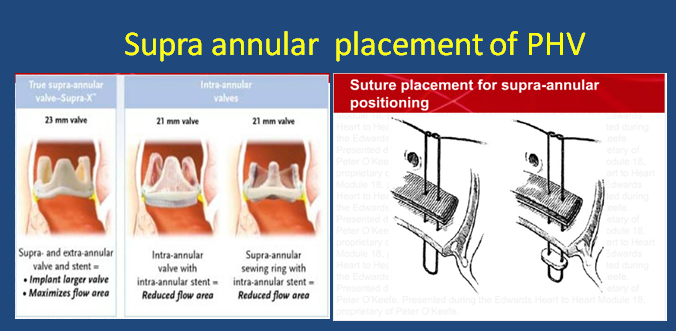 Supra annular placement of PHV
True supra-annular
valve–Supra-X™
23 mm valve
Supra- and extra-annular
valve and stent =
• Implant larger valve
• Maximizes flow area
Intra-annular
valves
21 mm valve
21 mm valve
Intra-annular
valve with
intra-annular stent =
Reduced flow area
Supra-annular
sewing ring with
intra-annular stent =
Reduced flow area
Suture placement for supra-annular
positioning
Peter O'Keefe. Presented during the Edwards Heart to Heart Module 18,
proprietary of Peter O'Keefe.